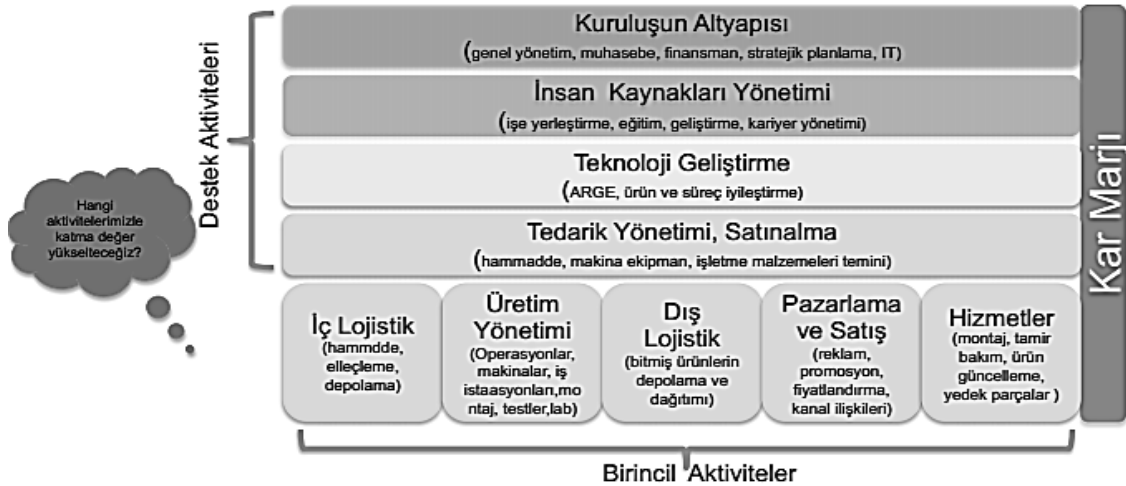 Destek Aktiviteleri
Kuruluşun Altyapısı
(genel yönetim, muhasebe, finansman, stratejik planlama, IT)
İnsan Kaynakları Yönetimi
(işe yerleştirme, eğitim, geliştirme, kariyer yönetimi)
Teknoloji Geliştirme
(ARGE, ürün ve süreç iyileştirme)
Tedarik Yönetimi, Satınalma
(hammadde, makina ekipman, işletme malzemeleri temini)
Hangi
aktivitelerimizle
katma değer
yükselteceğiz?
İç Lojistik
(hammdde,
elleçleme,
depolama)
Üretim
Yönetimi
(Operasyonlar,
makinalar, iş
istaasyonları,mo
ntaj, testler,lab)
Dış
Lojistik
(bitmiş ürünlerin
depolama ve
dağıtımı)
Pazarlama
ve Satış
(reklam,
promosyon,
fiyatlandırma,
kanal ilişkileri)
Hizmetler
(montaj, tamir
bakım, ürün
güncelleme,
yedek parçalar )
Kar Marjı
Birincil Aktiviteler